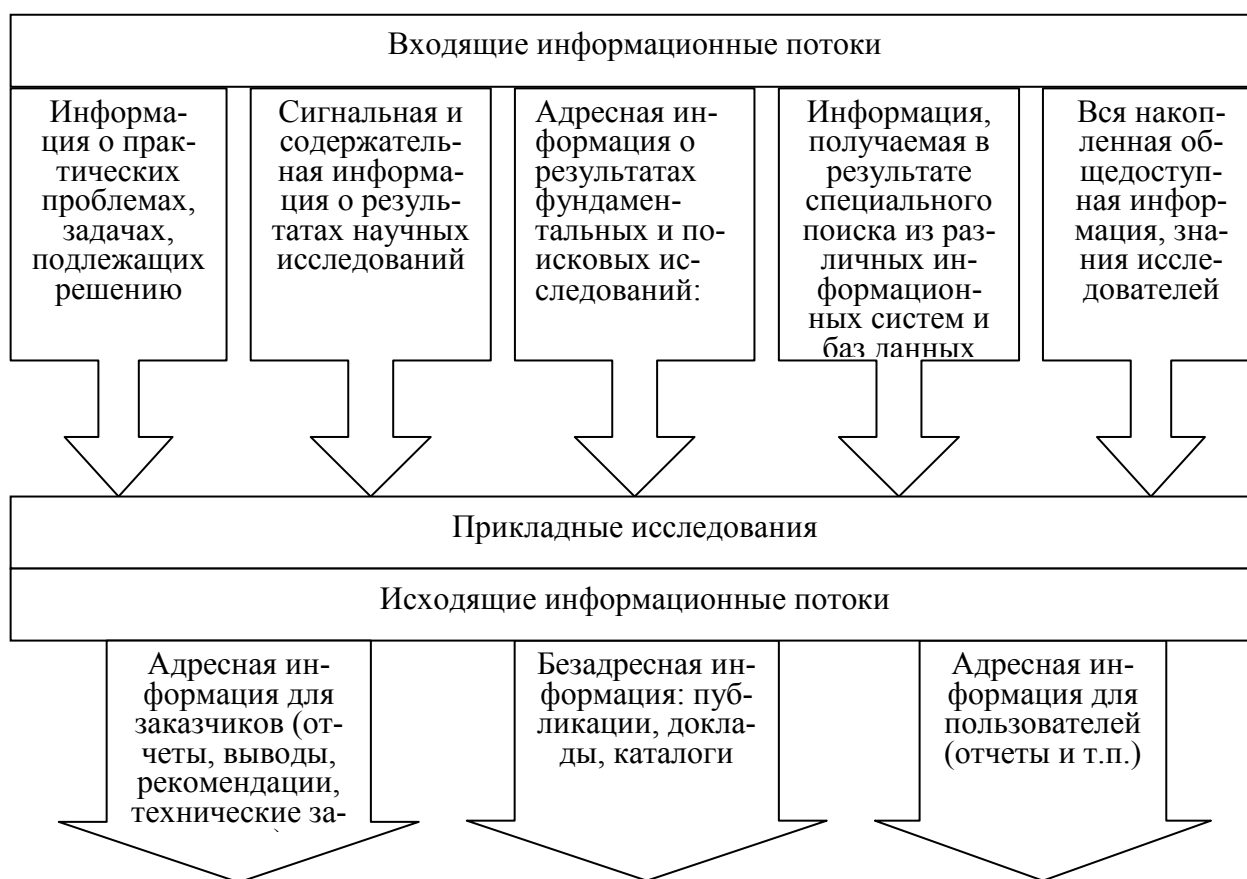 Входящие информационные потоки
Информа-
ция о прак-
тических
проблемах,
задачах,
подлежащих
решению
Сигнальная и
содержатель-
ная информа-
ция о резуль-
татах научных
исследований
Адресная ин-
формация о
результатах
фундамен-
тальных и по-
исковых ис-
следований:
Информация,
получаемая в
результате
специального
поиска из раз-
личных ин-
формацион-
ных систем и
баз данных
Вся накоп-
ленная об-
щедоступ-
ная инфор-
мация, зна-
ния иссле-
дователей
Прикладные исследования
Исходящие информационные потоки
Адресная ин-
формация для
заказчиков (от-
четы, выводы,
рекомендации,
технические за-
Безадресная ин-
формация: пуб-
ликации, докла-
ды, каталоги
Адресная ин-
формация для
пользователей
(отчеты и т.п.)